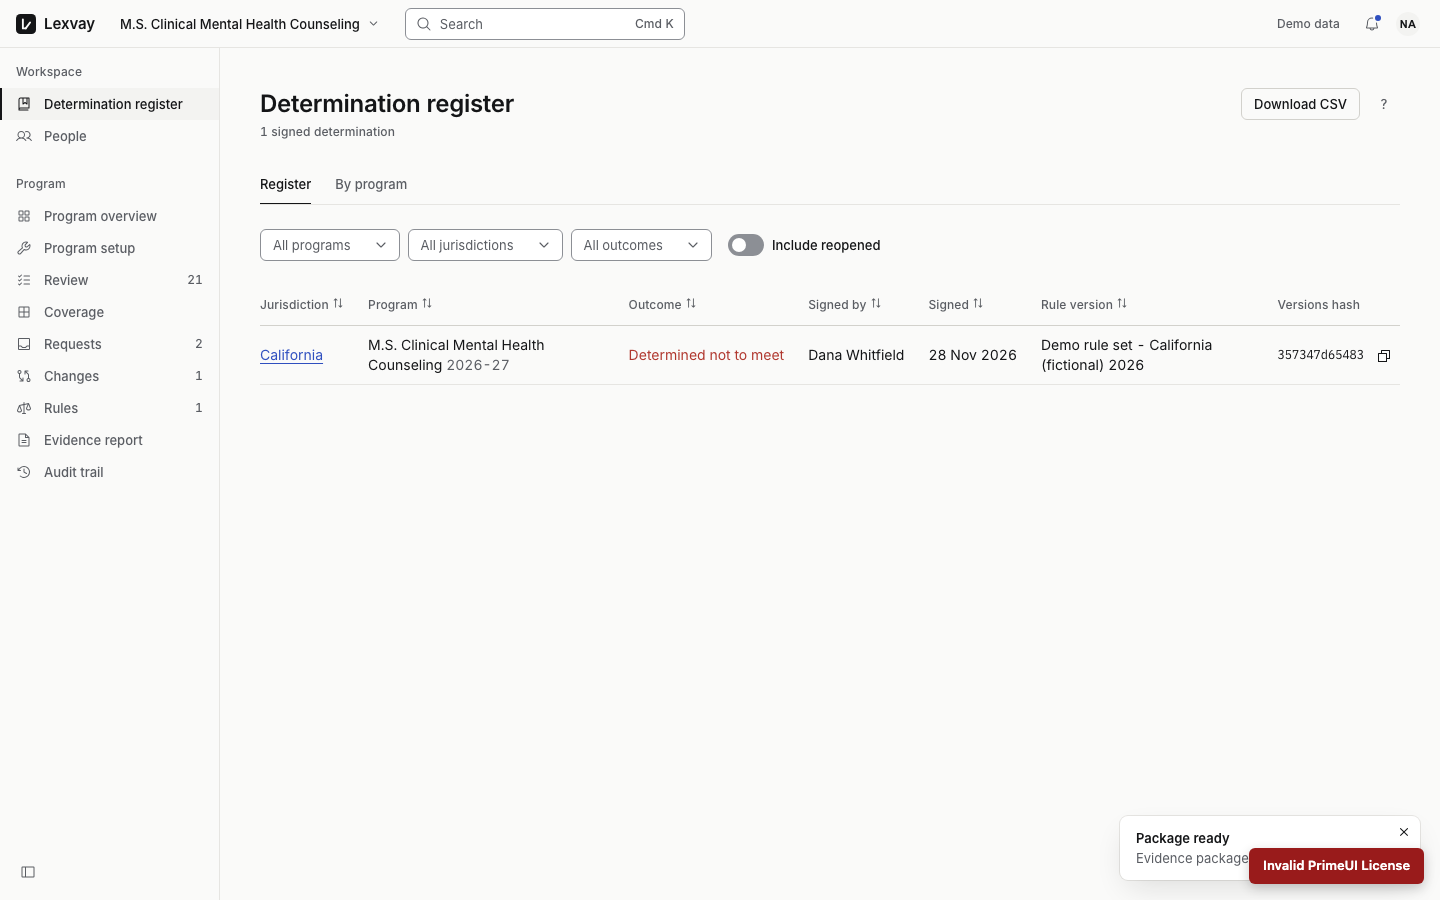 Lexvay
M.S. Clinical Mental Health Counseling
Search
Cmd K
Demo data
NA
Workspace
Determination register
People
Program
Program overview
Program setup
Review 21
Coverage
Requests 2
Changes 1
Rules 1
Evidence report
Audit trail
Determination register
1 signed determination
Download CSV
?
Register
By program
All programs
All jurisdictions
All outcomes
Include reopened
Jurisdiction
Program
Outcome
Signed by
Signed
Rule version
Versions hash
California
M.S. Clinical Mental Health
Counseling 2026-27
Determined not to meet
Dana Whitfield
28 Nov 2026
Demo rule set - California
(fictional) 2026
357347d65483
Package ready
Evidence package
Invalid PrimeUI License